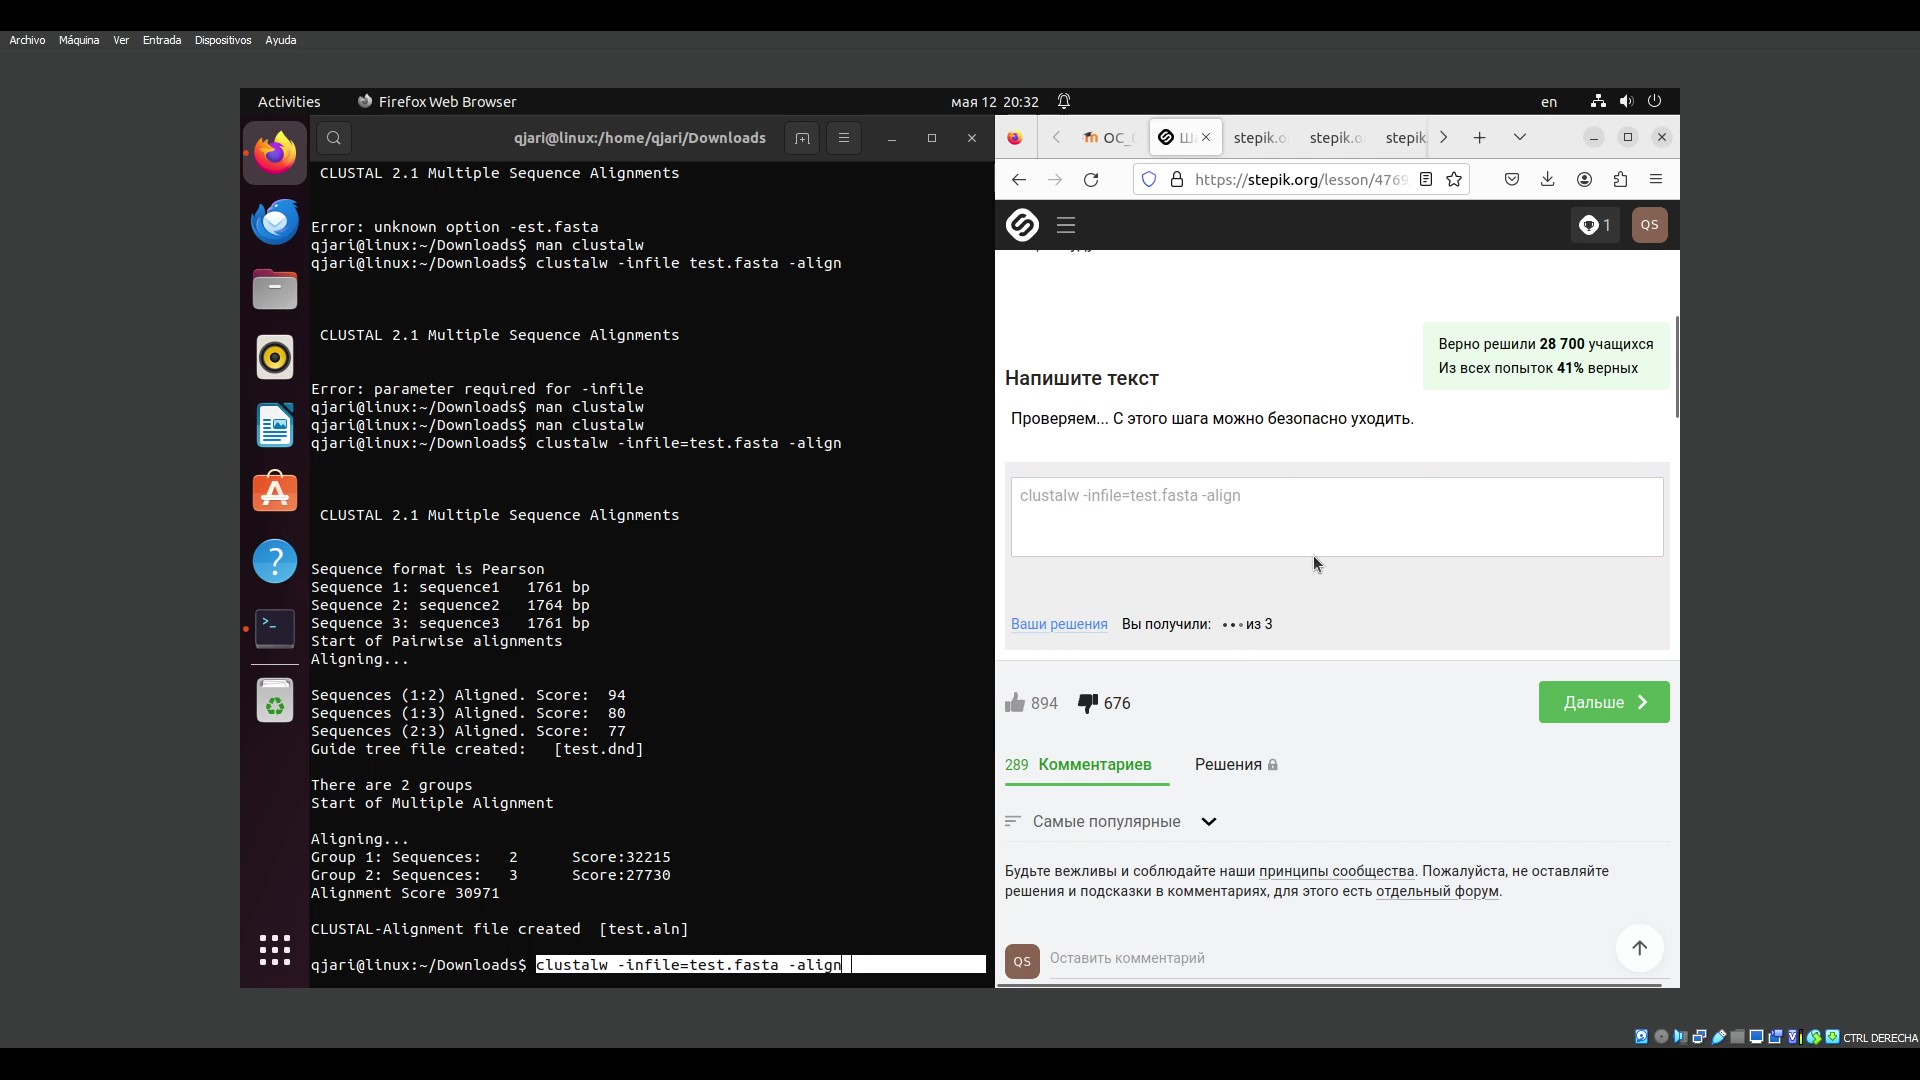 Archivo Máquina Ver Entrada Dispositivos Ayuda
Activities Firefox Web Browser мая 12 20:32 en
qjari@linux:/home/qjari/Downloads
CLUSTAL 2.1 Multiple Sequence Alignments
Error: unknown option -est.fasta
qjari@linux:~/Downloads$ man clustalw
qjari@linux:~/Downloads$ clustalw -infile test.fasta -align
CLUSTAL 2.1 Multiple Sequence Alignments
Error: parameter required for -infile
qjari@linux:~/Downloads$ man clustalw
qjari@linux:~/Downloads$ man clustalw
qjari@linux:~/Downloads$ clustalw -infile=test.fasta -align
CLUSTAL 2.1 Multiple Sequence Alignments
Sequence format is Pearson
Sequence 1: sequence1 1761 bp
Sequence 2: sequence2 1764 bp
Sequence 3: sequence3 1761 bp
Start of Pairwise alignments
Aligning...
Sequences (1:2) Aligned. Score: 94
Sequences (1:3) Aligned. Score: 80
Sequences (2:3) Aligned. Score: 77
Guide tree file created: [test.dnd]
There are 2 groups
Start of Multiple Alignment
Aligning...
Group 1: Sequences: 2 Score:32215
Group 2: Sequences: 3 Score:27730
Alignment Score 30971
CLUSTAL-Alignment file created [test.aln]
qjari@linux:~/Downloads$ clustalw -infile=test.fasta -align
OC_ Ш stepik.o stepik.o stepik
https://stepik.org/lesson/4769
1 QS
Верно решили 28 700 учащихся
Из всех попыток 41% верных
Напишите текст
Проверяем... С этого шага можно безопасно уходить.
clustalw -infile=test.fasta -align
Ваши решения Вы получили: ••• из 3
894 676 Дальше
289 Комментариев Решения
Самые популярные
Будьте вежливы и соблюдайте наши принципы сообщества. Пожалуйста, не оставляйте
решения и подсказки в комментариях, для этого есть отдельный форум.
QS Оставить комментарий
CTRL DERECHA